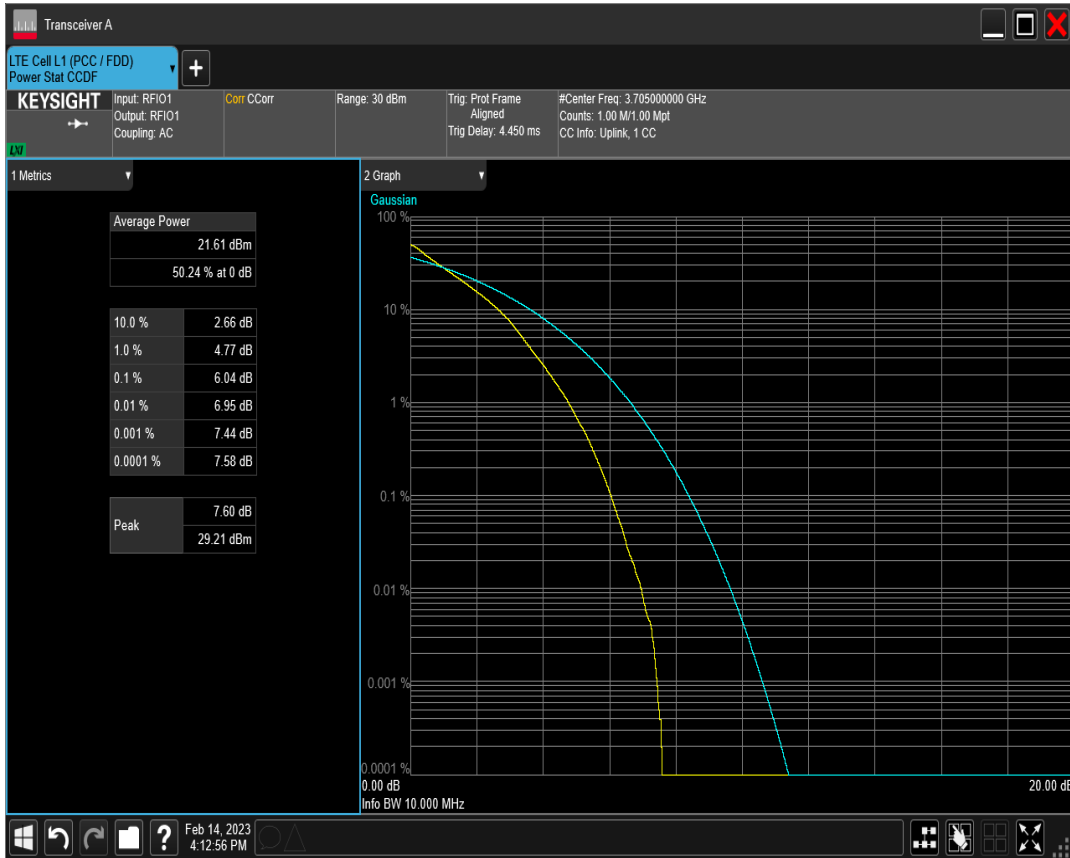 Transceiver A
LTE Cell L1 (PCC / FDD)
Power Stat CCDF
+
KEYSIGHT
LXI
Input: RFIO1
Output: RFIO1
Coupling: AC
Corr CCorr
Range: 30 dBm
Trig: Prot Frame
Aligned
Trig Delay: 4.450 ms
#Center Freq: 3.705000000 GHz
Counts: 1.00 M/1.00 Mpt
CC Info: Uplink, 1 CC
1 Metrics
Average Power
21.61 dBm
50.24 % at 0 dB
10.0 % 2.66 dB
1.0 % 4.77 dB
0.1 % 6.04 dB
0.01 % 6.95 dB
0.001 % 7.44 dB
0.0001 % 7.58 dB
Peak
7.60 dB
29.21 dBm
2 Graph
Gaussian
100 %
10 %
1 %
0.1 %
0.01 %
0.001 %
0.0001 %
0.00 dB
20.00 dB
Info BW 10.000 MHz
?
Feb 14, 2023
4:12:56 PM